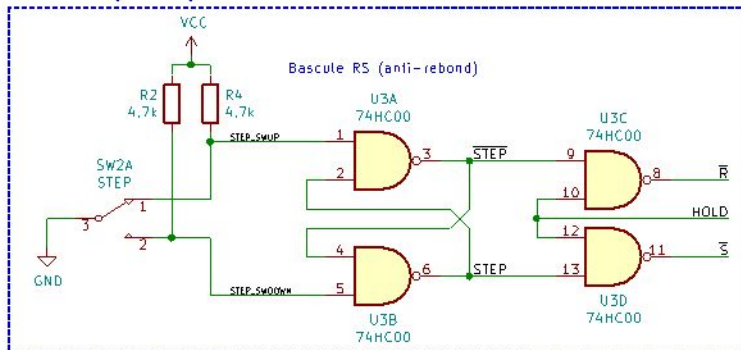 VCC
Bascule RS (anti-rebond)
R2
4.7k
R4
4.7k
SW2A
STEP
1
2
3
GND
STEP_SWUP
STEP_SWDOWN
U3A
74HC00
1
2
3
STEP
4
5
6
STEP
U3B
74HC00
U3C
74HC00
9
10
8
R
HOLD
12
13
11
S
U3D
74HC00